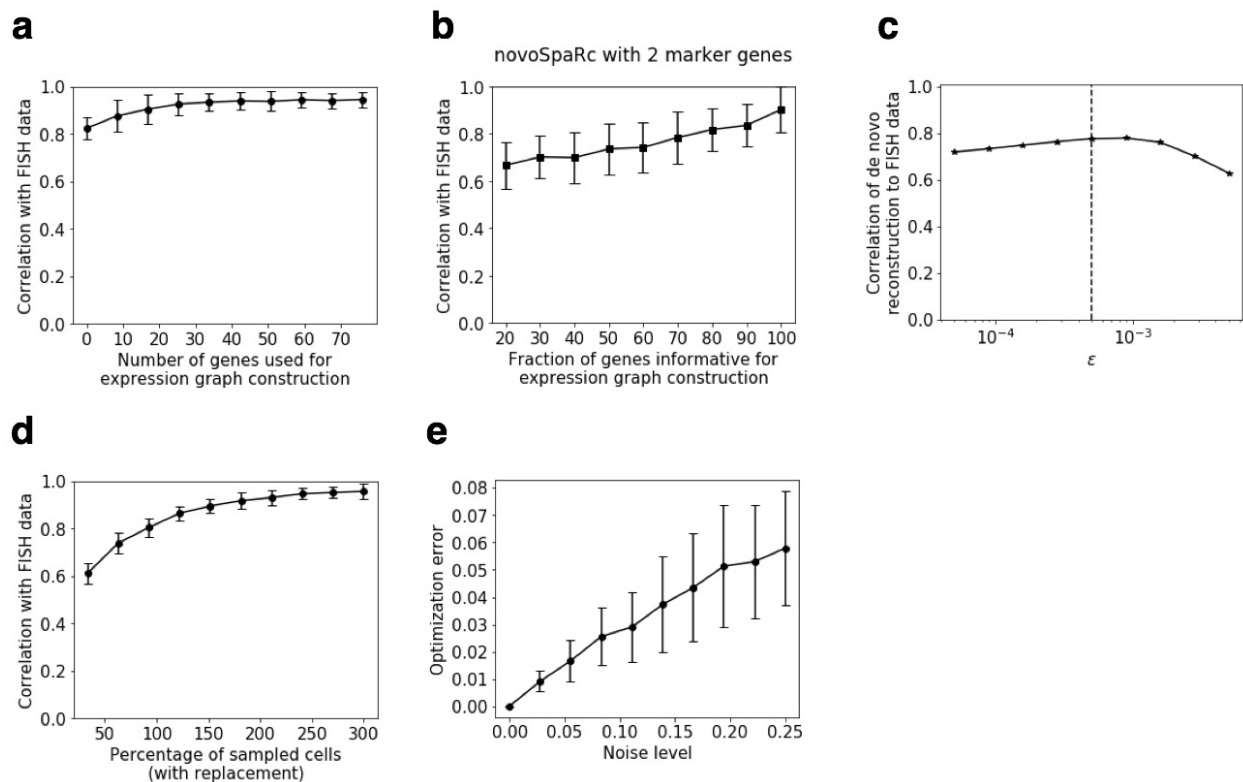 a
1.0
0.8
0.6
0.4
0.2
0.0
Correlation with FISH data
0 10 20 30 40 50 60 70
Number of genes used for
expression graph construction
b
novoSpaRc with 2 marker genes
1.0
0.8
0.6
0.4
0.2
0.0
Correlation with FISH data
20 30 40 50 60 70 80 90 100
Fraction of genes informative for
expression graph construction
c
1.0
0.8
0.6
0.4
0.2
0.0
Correlation of de novo
reconstruction to FISH data
10⁻⁴ 10⁻³
ε
d
1.0
0.8
0.6
0.4
0.2
0.0
Correlation with FISH data
50 100 150 200 250 300
Percentage of sampled cells
(with replacement)
e
0.08
0.07
0.06
0.05
0.04
0.03
0.02
0.01
0.00
Optimization error
0.00 0.05 0.10 0.15 0.20 0.25
Noise level